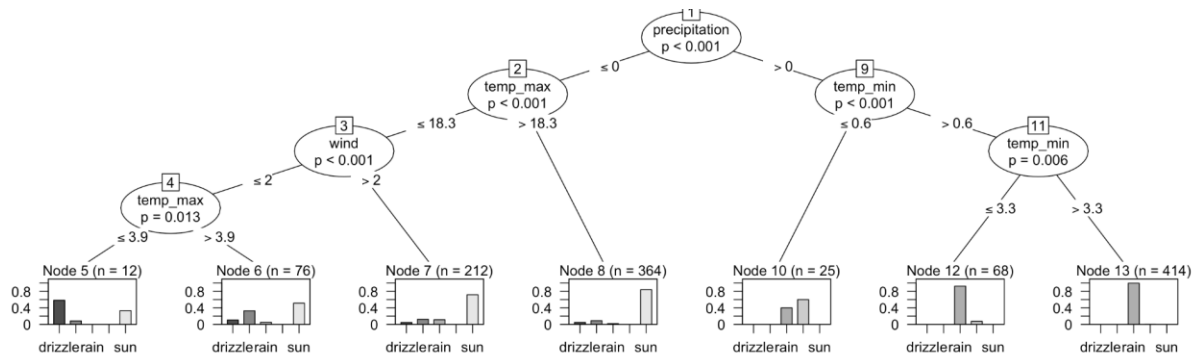 1
precipitation
p < 0.001
≤ 0
> 0
2
temp_max
p < 0.001
9
temp_min
p < 0.001
≤ 18.3
> 18.3
≤ 0.6
> 0.6
3
wind
p < 0.001
11
temp_min
p = 0.006
≤ 2
> 2
4
temp_max
p = 0.013
≤ 3.9
> 3.9
≤ 3.3
> 3.3
Node 5 (n = 12)
0.8
0.4
0
drizzlerain sun
Node 6 (n = 76)
0.8
0.4
0
drizzlerain sun
Node 7 (n = 212)
0.8
0.4
0
drizzlerain sun
Node 8 (n = 364)
0.8
0.4
0
drizzlerain sun
Node 10 (n = 25)
0.8
0.4
0
drizzlerain sun
Node 12 (n = 68)
0.8
0.4
0
drizzlerain sun
Node 13 (n = 414)
0.8
0.4
0
drizzlerain sun